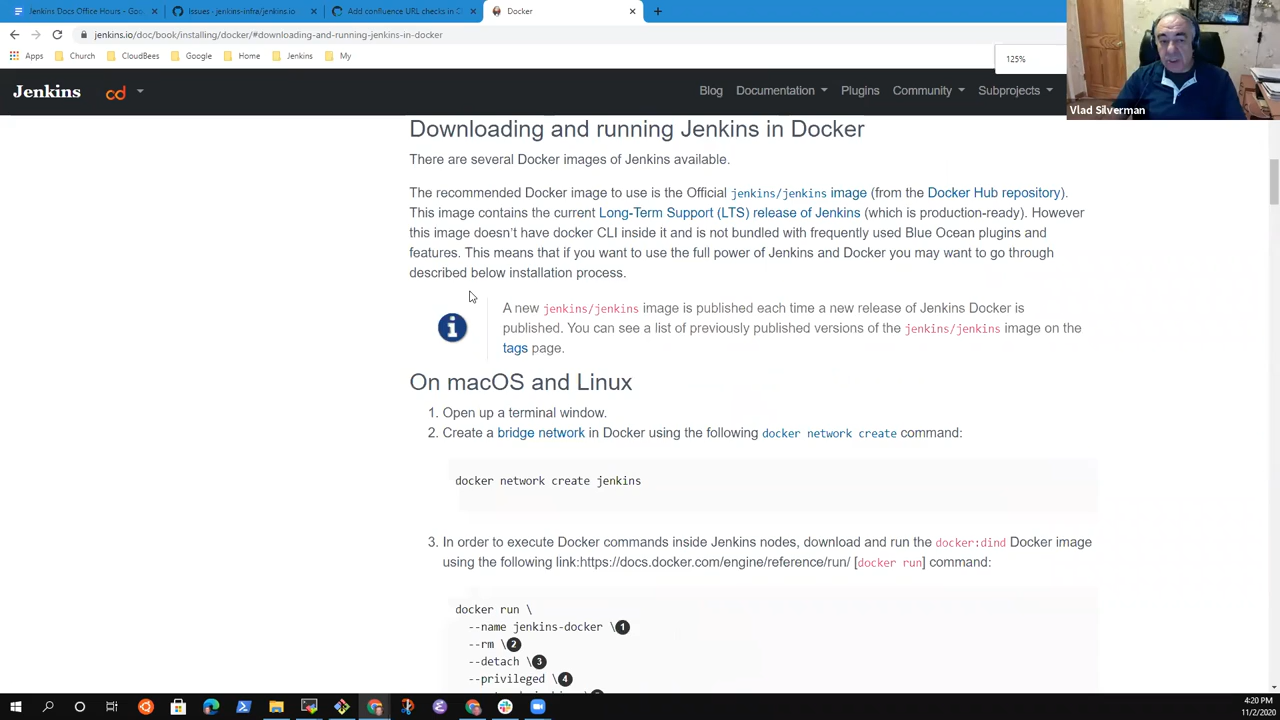 Jenkins Docs Office Hours - Goo
Issues · jenkins-infra/jenkins.io
Add confluence URL checks in C
Docker
jenkins.io/doc/book/installing/docker/#downloading-and-running-jenkins-in-docker
Apps
Church
CloudBees
Google
Home
Jenkins
My
125%
Vlad Silverman
Jenkins
cd
Blog
Documentation
Plugins
Community
Subprojects
Downloading and running Jenkins in Docker
There are several Docker images of Jenkins available.
The recommended Docker image to use is the Official jenkins/jenkins image (from the Docker Hub repository).
This image contains the current Long-Term Support (LTS) release of Jenkins (which is production-ready). However
this image doesn't have docker CLI inside it and is not bundled with frequently used Blue Ocean plugins and
features. This means that if you want to use the full power of Jenkins and Docker you may want to go through
described below installation process.
A new jenkins/jenkins image is published each time a new release of Jenkins Docker is
published. You can see a list of previously published versions of the jenkins/jenkins image on the
tags page.
On macOS and Linux
1. Open up a terminal window.
2. Create a bridge network in Docker using the following docker network create command:
docker network create jenkins
3. In order to execute Docker commands inside Jenkins nodes, download and run the docker:dind Docker image
using the following link:https://docs.docker.com/engine/reference/run/ [docker run] command:
docker run \
--name jenkins-docker \ 1
--rm \ 2
--detach \ 3
--privileged \ 4
4:20 PM
11/2/2020